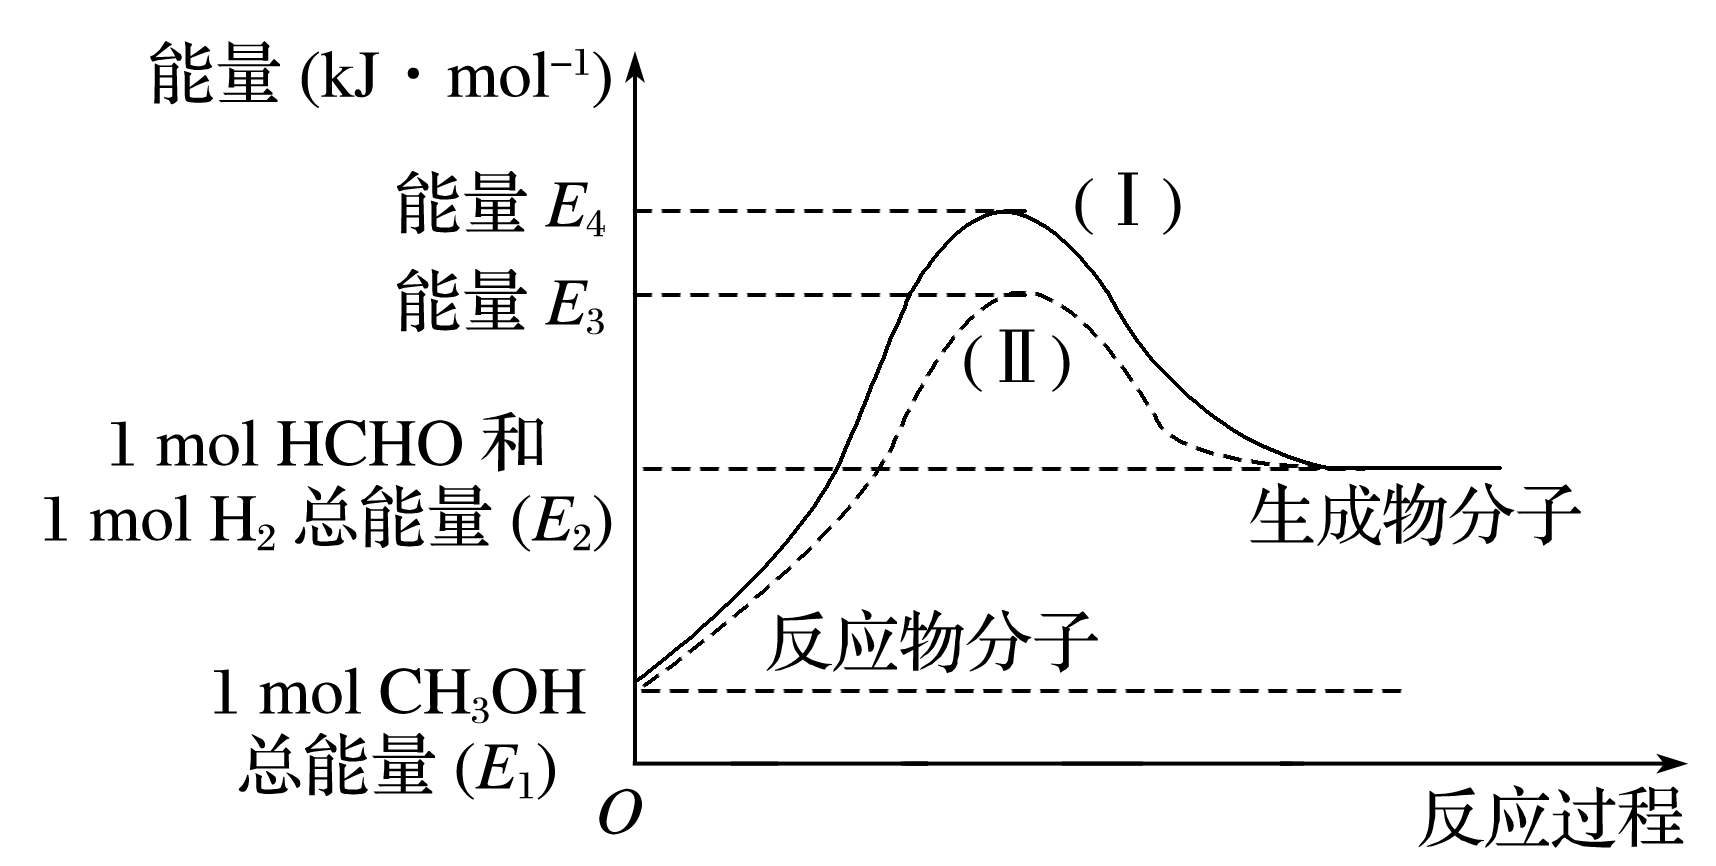 能量 (kJ · mol⁻¹)
能量 E₄
(Ⅰ)
能量 E₃
(Ⅱ)
1 mol HCHO 和
1 mol H₂ 总能量 (E₂)
生成物分子
反应物分子
1 mol CH₃OH
总能量 (E₁)
O
反应过程